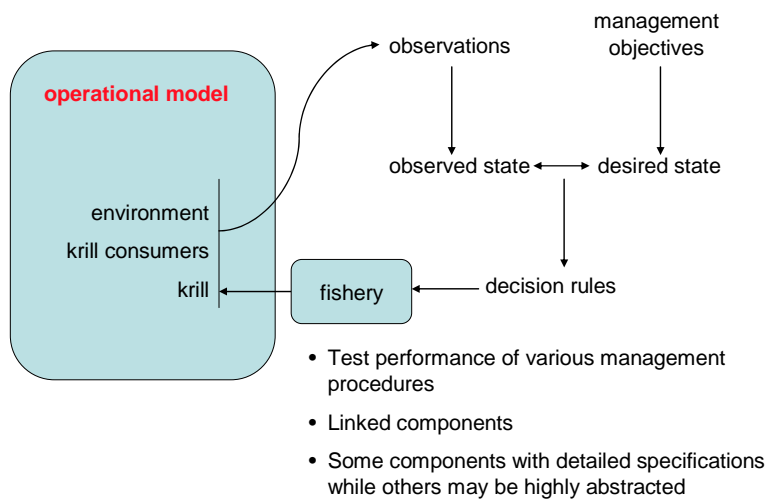 operational model
environment
krill consumers
krill
observations
management
objectives
observed state
desired state
decision rules
fishery
• Test performance of various management
procedures
• Linked components
• Some components with detailed specifications
while others may be highly abstracted